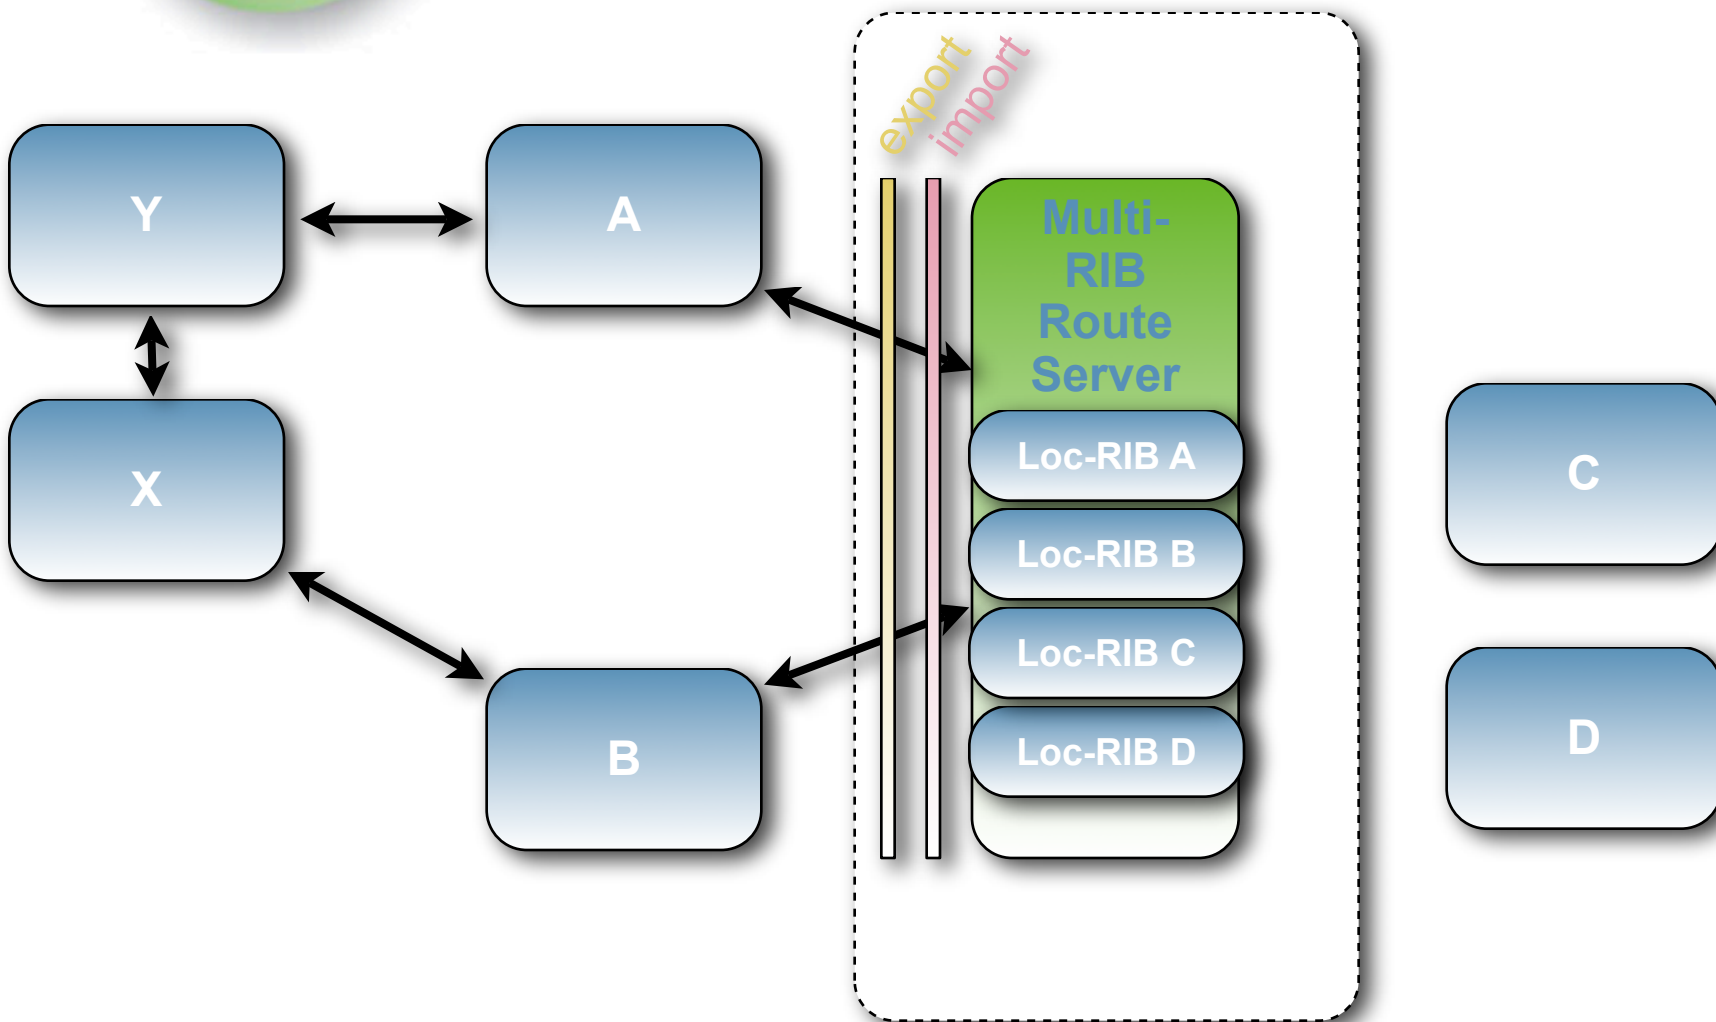 export
import
Y
A
Multi-
RIB
Route
Server
X
Loc-RIB A
Loc-RIB B
Loc-RIB C
Loc-RIB D
C
B
D